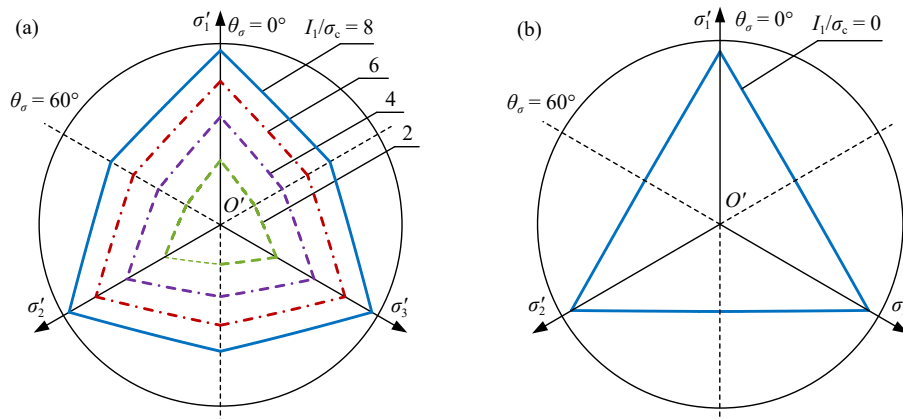 (a)
σ′₁
θσ = 0°
I₁/σc = 8
6
4
2
θσ = 60°
O′
σ′₂
σ′₃
(b)
σ′₁
θσ = 0°
I₁/σc = 0
θσ = 60°
O′
σ′₂
σ